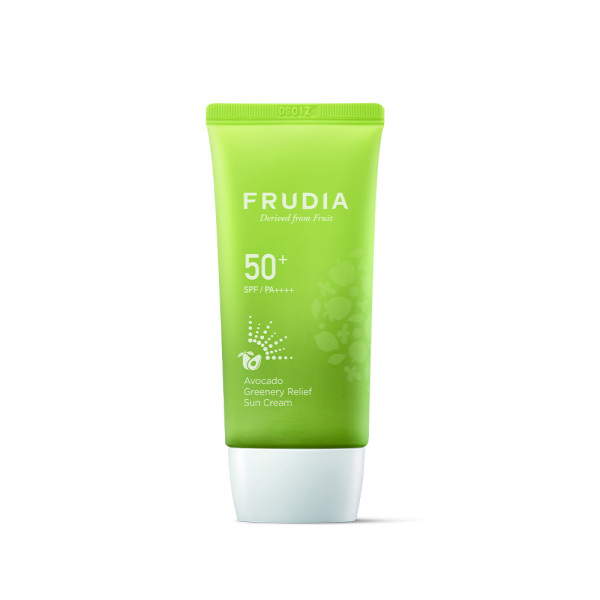 FRUDIA
Derived from Fruit
50+
SPF / PA++++
Avocado
Greenery Relief
Sun Cream